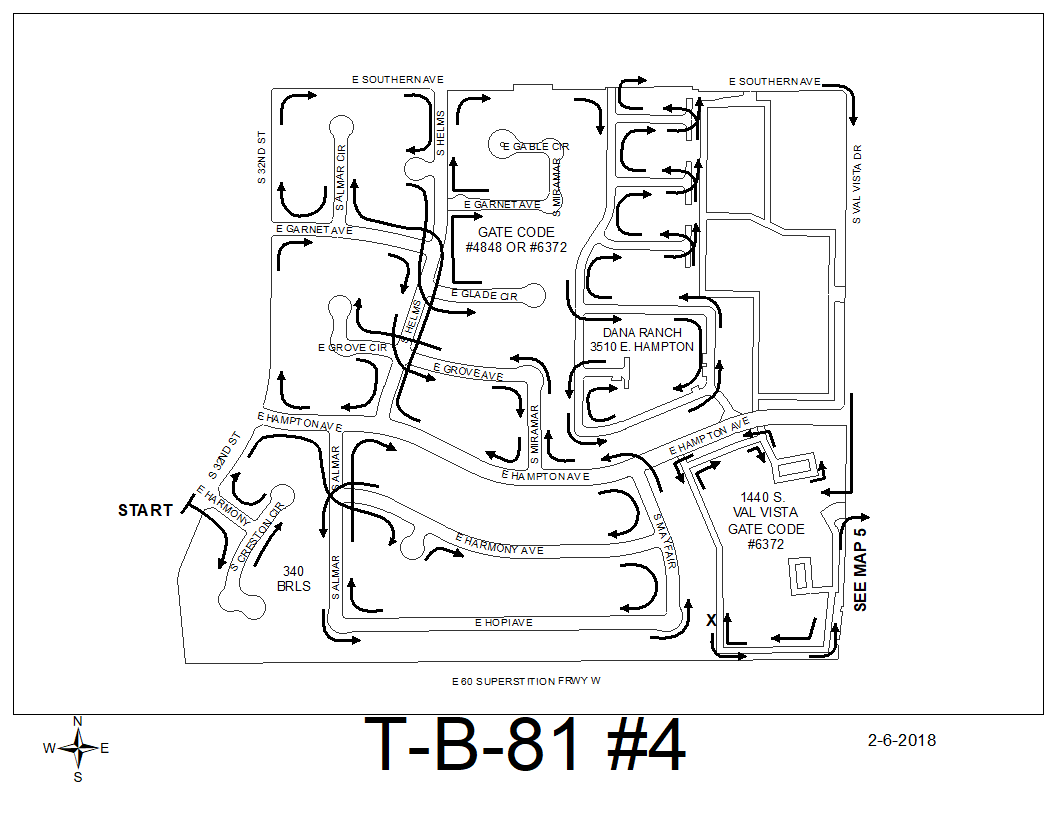 E SOUTHERN AVE
E SOUTHERN AVE
S 32ND ST
S ALMAR CIR
S HELMS
E GABLE CIR
S MIRAMAR
S VAL VISTA DR
E GARNET AVE
E GARNET AVE
GATE CODE
#4848 OR #6372
E GLADE CIR
S HELMS
DANA RANCH
3510 E. HAMPTON
E GROVE CIR
E GROVE AVE
E HAMPTON AVE
S MIRAMAR
E HAMPTON AVE
S 32ND ST
S ALMAR
E HAMPTON AVE
START
E HARMONY
S CRESTON CIR
1440 S.
VAL VISTA
GATE CODE
#6372
S MAYFAIR
E HARMONY AVE
340
BRLS
S ALMAR
SEE MAP 5
E HOPI AVE
X
E 60 SUPERSTITION FRWY W
N
W E
S
T-B-81 #4
2-6-2018